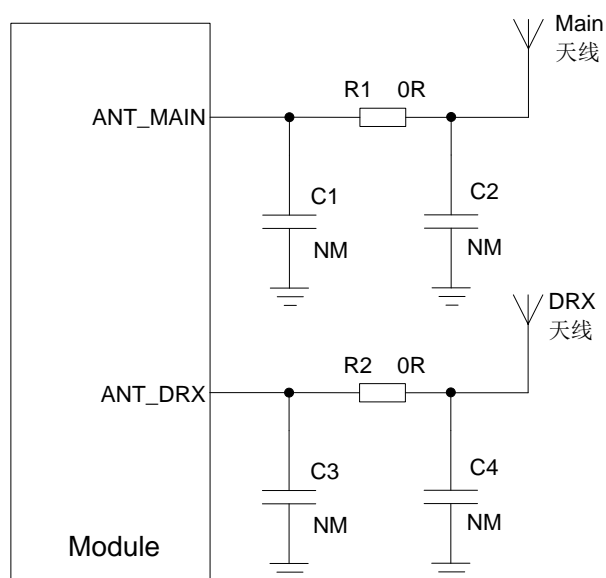 Main
天线
R1 0R
ANT_MAIN
C1
C2
NM
NM
DRX
天线
R2 0R
ANT_DRX
C3
C4
NM
NM
Module